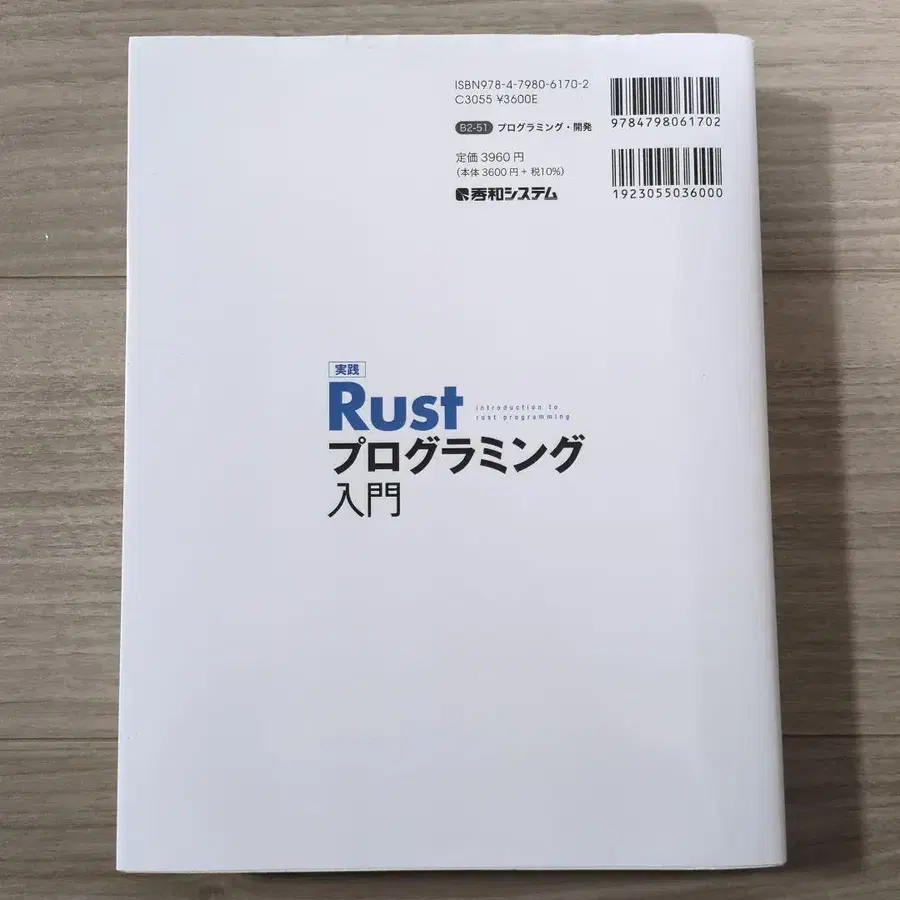 ISBN978-4-7980-6170-2
C3055 ¥3600E
B2-51 プログラミング・開発
定価 3960 円
(本体 3600 円 + 税10%)
秀和システム
9784798061702
1923055036000
実践
Rust
introduction to
rust programming
プログラミング
入門